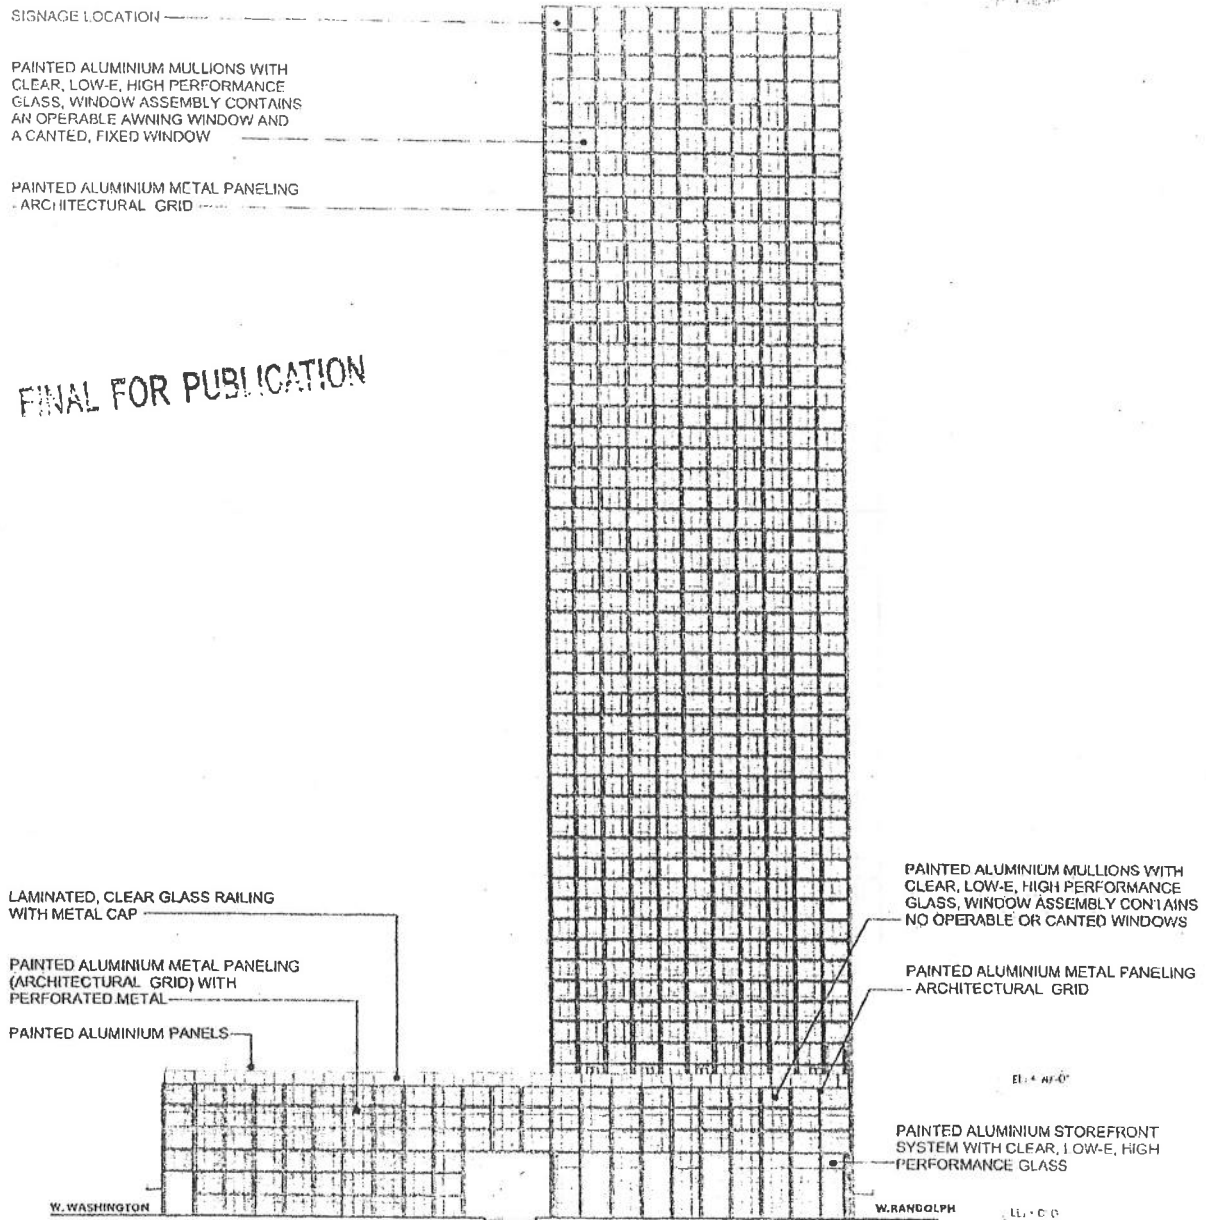 SIGNAGE LOCATION
PAINTED ALUMINIUM MULLIONS WITH
CLEAR, LOW-E, HIGH PERFORMANCE
GLASS, WINDOW ASSEMBLY CONTAINS
AN OPERABLE AWNING WINDOW AND
A CANTED, FIXED WINDOW
PAINTED ALUMINIUM METAL PANELING
- ARCHITECTURAL GRID
FINAL FOR PUBLICATION
LAMINATED, CLEAR GLASS RAILING
WITH METAL CAP
PAINTED ALUMINIUM METAL PANELING
(ARCHITECTURAL GRID) WITH
PERFORATED METAL
PAINTED ALUMINIUM PANELS
PAINTED ALUMINIUM MULLIONS WITH
CLEAR, LOW-E, HIGH PERFORMANCE
GLASS, WINDOW ASSEMBLY CONTAINS
NO OPERABLE OR CANTED WINDOWS
PAINTED ALUMINIUM METAL PANELING
- ARCHITECTURAL GRID
PAINTED ALUMINIUM STOREFRONT
SYSTEM WITH CLEAR, LOW-E, HIGH
PERFORMANCE GLASS
W. WASHINGTON
W.RANDOLPH